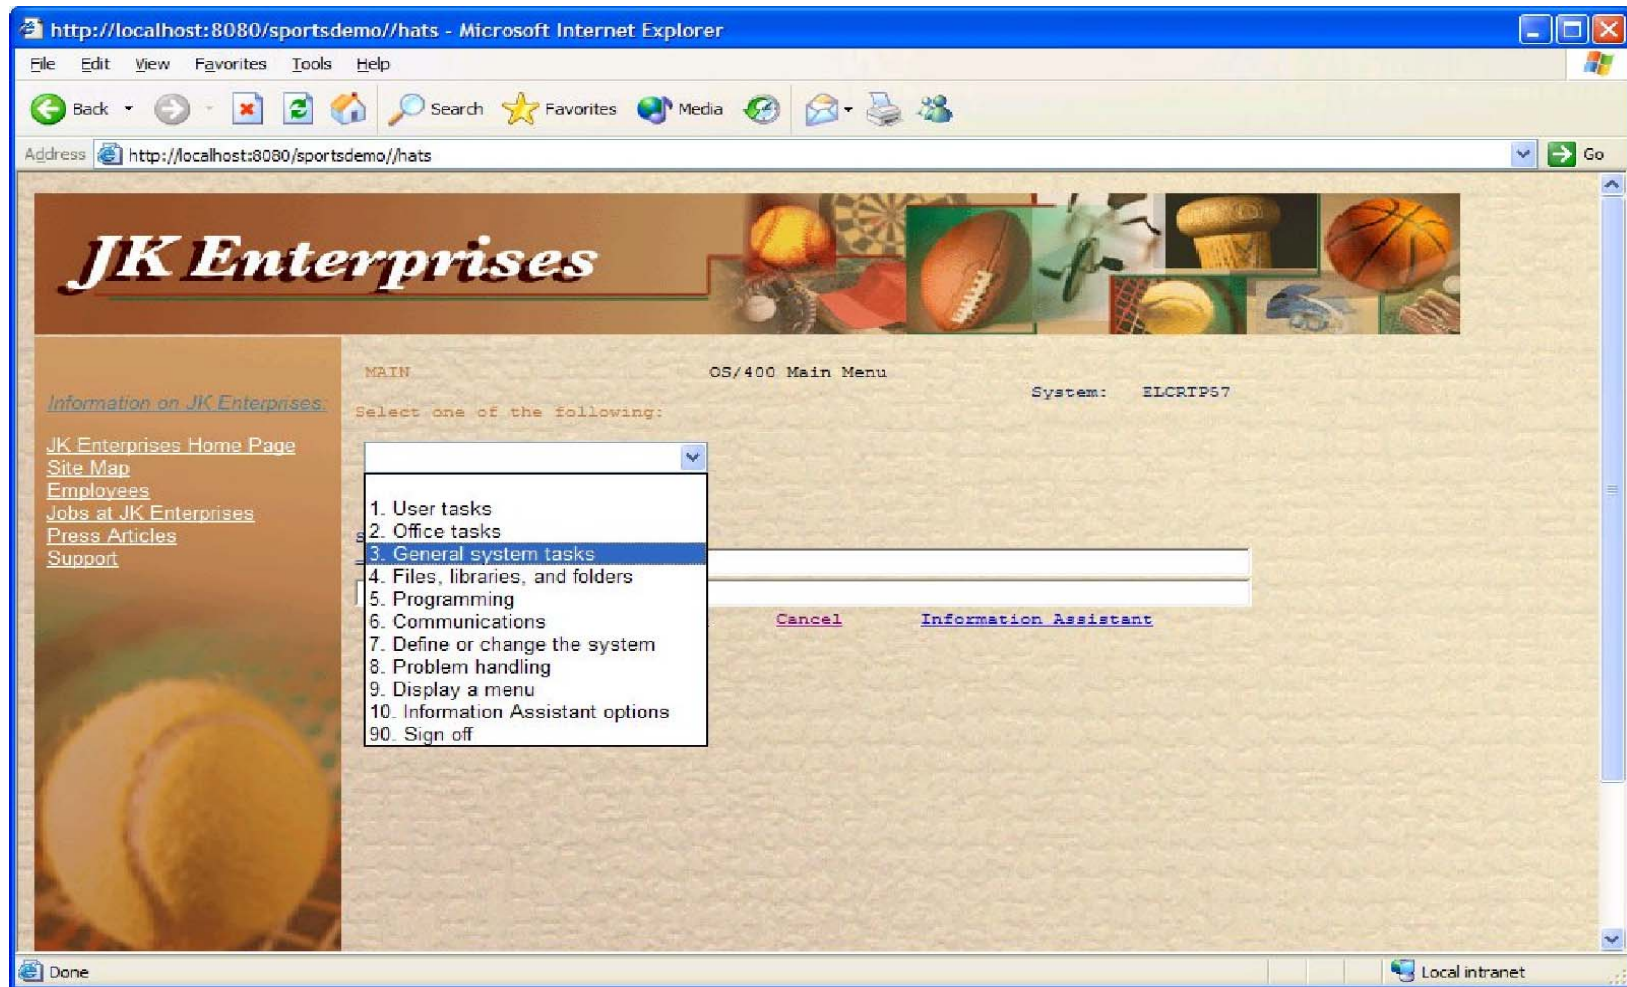 http://localhost:8080/sportsdemo//hats - Microsoft Internet Explorer
File Edit View Favorites Tools Help
Back Search Favorites Media
Address http://localhost:8080/sportsdemo//hats Go
JK Enterprises
Information on JK Enterprises:
JK Enterprises Home Page
Site Map
Employees
Jobs at JK Enterprises
Press Articles
Support
MAIN OS/400 Main Menu
System: ELCRTP57
Select one of the following:
1. User tasks
2. Office tasks
3. General system tasks
4. Files, libraries, and folders
5. Programming
6. Communications
7. Define or change the system
8. Problem handling
9. Display a menu
10. Information Assistant options
90. Sign off
Cancel Information Assistant
Done Local intranet